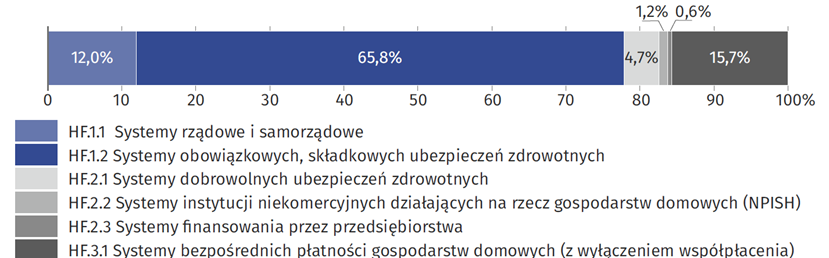 1,2% 0,6%
12,0% 65,8% 4,7% 15,7%
0 10 20 30 40 50 60 70 80 90 100%
HF.1.1 Systemy rządowe i samorządowe
HF.1.2 Systemy obowiązkowych, składkowych ubezpieczeń zdrowotnych
HF.2.1 Systemy dobrowolnych ubezpieczeń zdrowotnych
HF.2.2 Systemy instytucji niekomercyjnych działających na rzecz gospodarstw domowych (NPISH)
HF.2.3 Systemy finansowania przez przedsiębiorstwa
HF.3.1 Systemy bezpośrednich płatności gospodarstw domowych (z wyłączeniem współpłacenia)